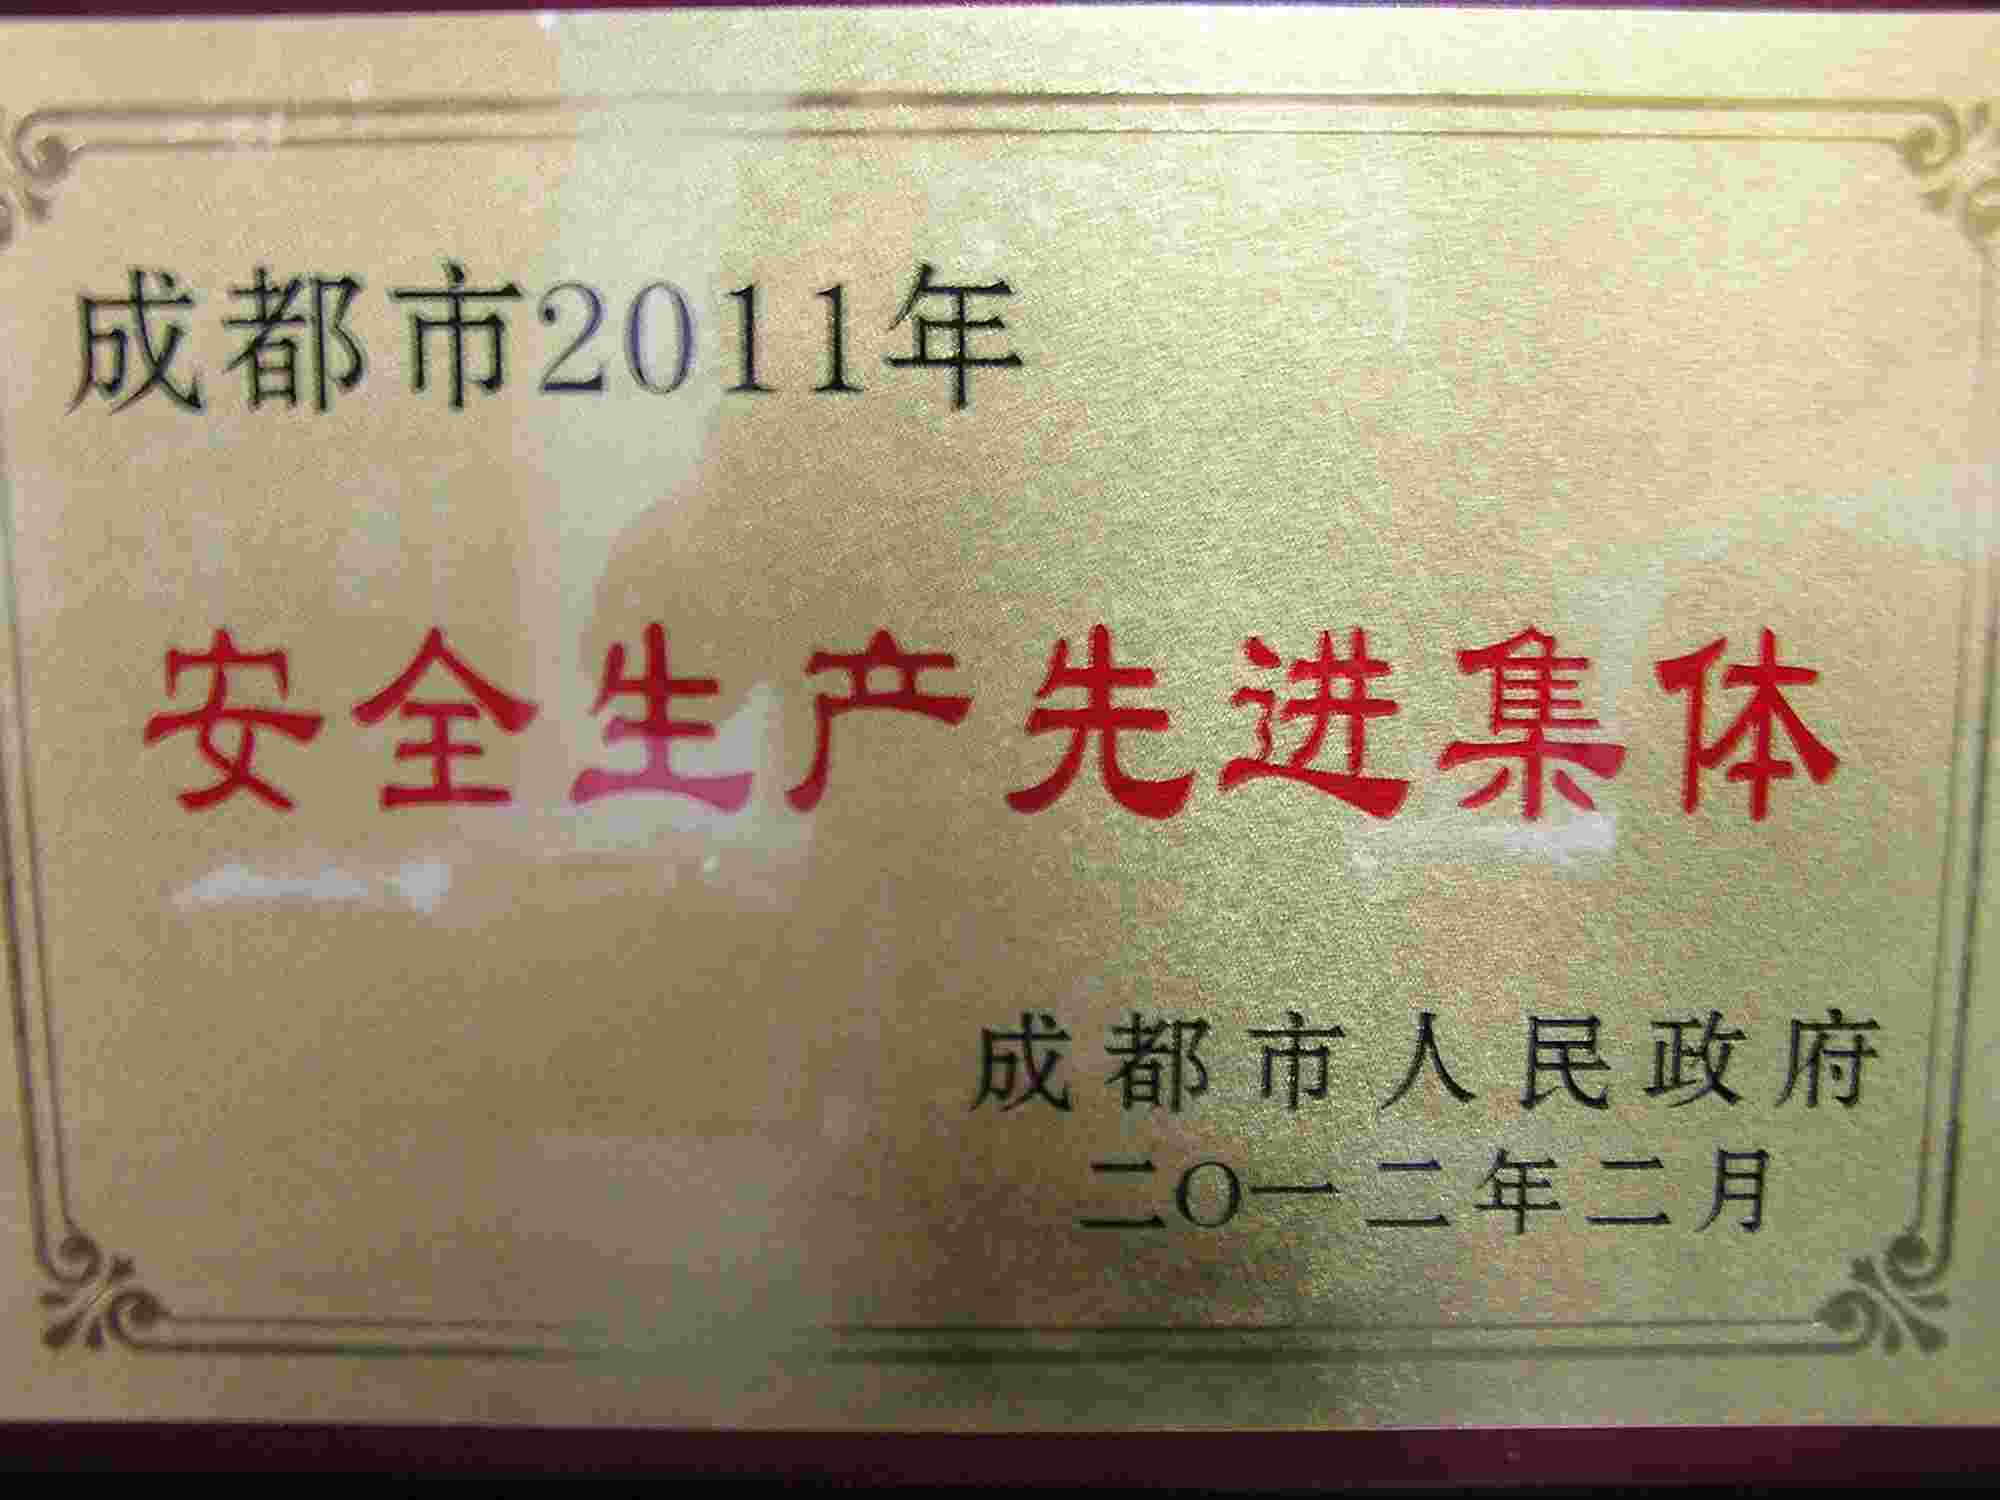 成都市2011年
安全生产先进集体
成都市人民政府
二〇一二年二月